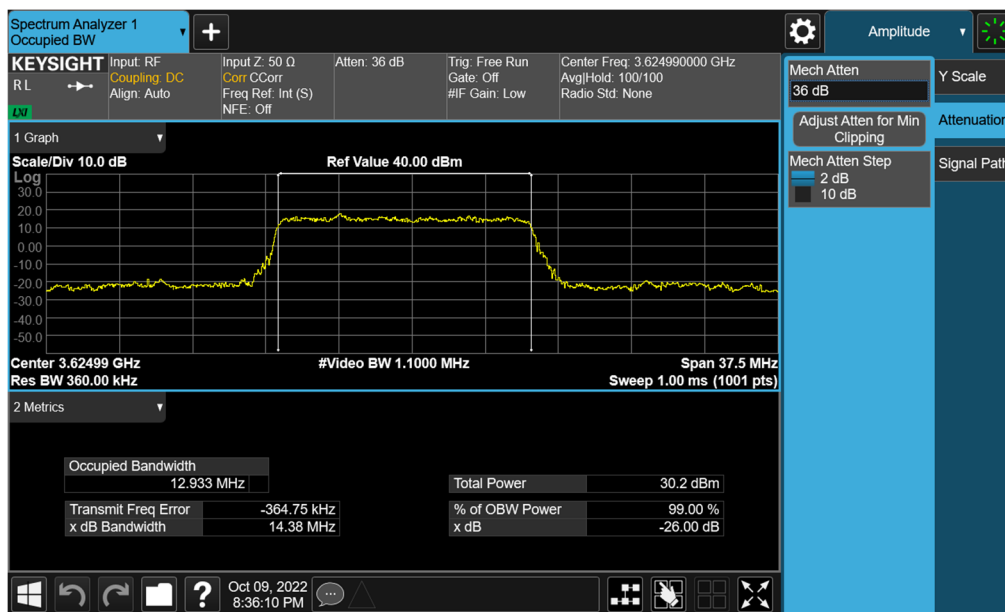 Spectrum Analyzer 1
Occupied BW
+
Amplitude
KEYSIGHT
RL
LXI
Input: RF
Coupling: DC
Align: Auto
Input Z: 50 Ω
Corr CCorr
Freq Ref: Int (S)
NFE: Off
Atten: 36 dB
Trig: Free Run
Gate: Off
#IF Gain: Low
Center Freq: 3.624990000 GHz
Avg|Hold: 100/100
Radio Std: None
Mech Atten
36 dB
Adjust Atten for Min
Clipping
Mech Atten Step
2 dB
10 dB
Y Scale
Attenuation
Signal Path
1 Graph
Scale/Div 10.0 dB
Ref Value 40.00 dBm
Log
30.0
20.0
10.0
0.00
-10.0
-20.0
-30.0
-40.0
-50.0
Center 3.62499 GHz
#Video BW 1.1000 MHz
Span 37.5 MHz
Res BW 360.00 kHz
Sweep 1.00 ms (1001 pts)
2 Metrics
Occupied Bandwidth
12.933 MHz
Total Power 30.2 dBm
Transmit Freq Error -364.75 kHz
% of OBW Power 99.00 %
x dB Bandwidth 14.38 MHz
x dB -26.00 dB
?
Oct 09, 2022
8:36:10 PM